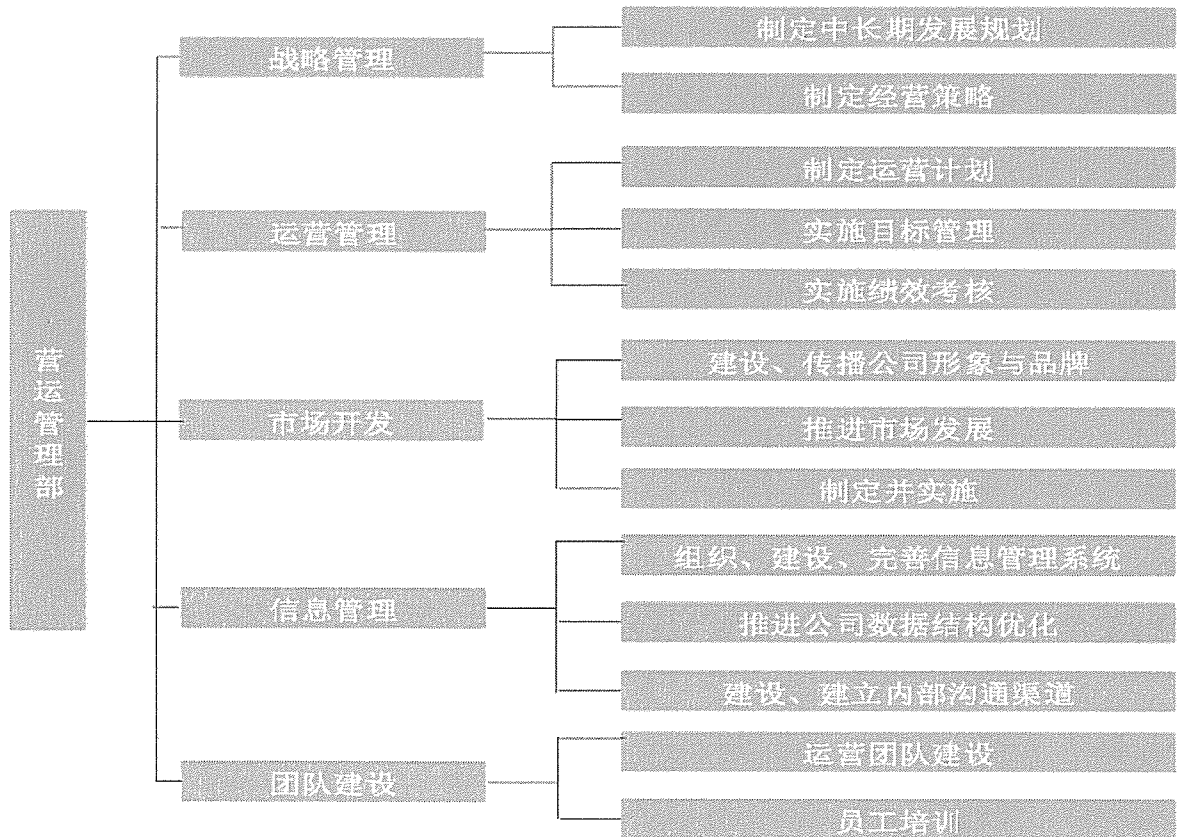 营运管理部
战略管理
制定中长期发展规划
制定经营策略
运营管理
制定运营计划
实施目标管理
实施绩效考核
市场开发
建设、传播公司形象与品牌
推进市场发展
制定并实施
信息管理
组织、建设、完善信息管理系统
推进公司数据结构优化
建设、建立内部沟通渠道
团队建设
运营团队建设
员工培训